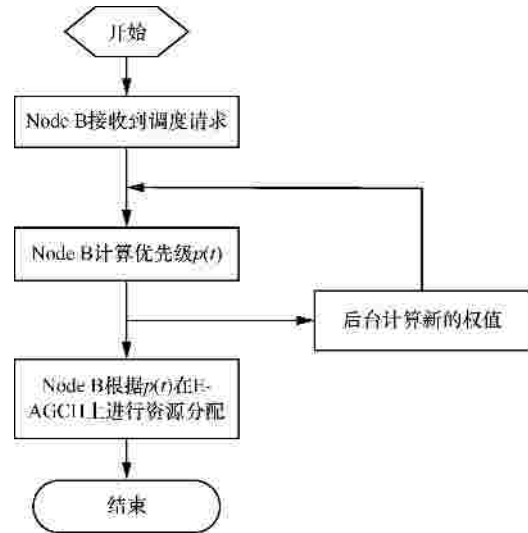 开始
Node B接收到调度请求
Node B计算优先级p(t)
后台计算新的权值
Node B根据p(t)在E-
AGCH上进行资源分配
结束